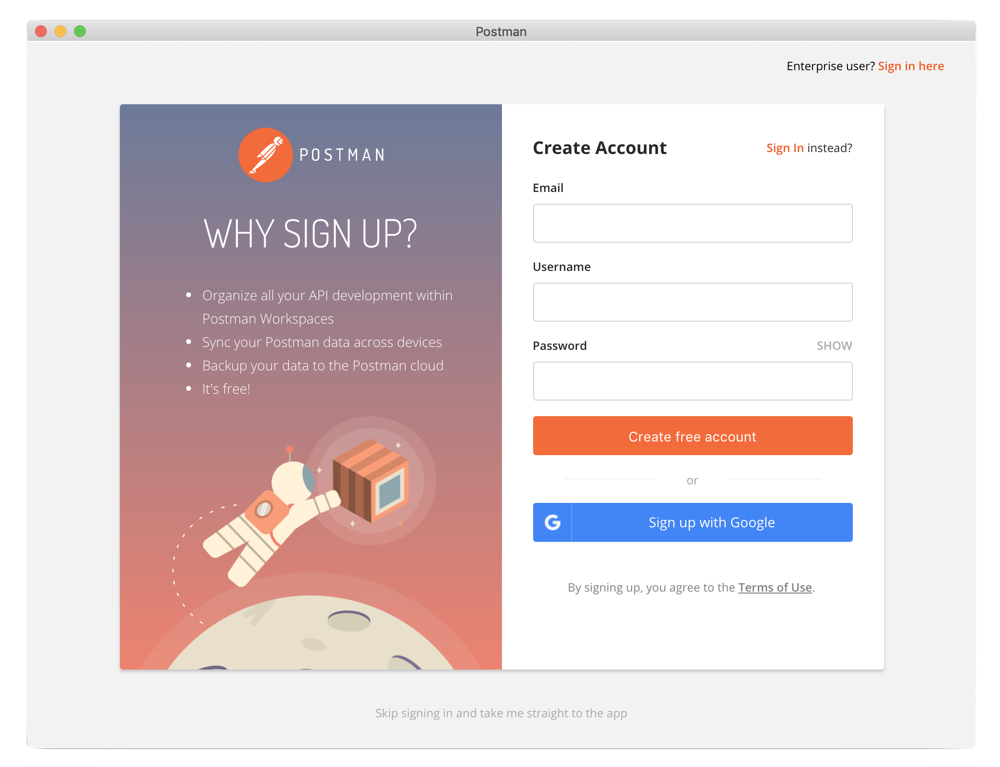 Postman
Enterprise user? Sign in here
POSTMAN
WHY SIGN UP?
Organize all your API development within
Postman Workspaces
Sync your Postman data across devices
Backup your data to the Postman cloud
It's free!
Create Account
Sign In instead?
Email
Username
Password
SHOW
Create free account
or
G
Sign up with Google
By signing up, you agree to the Terms of Use.
Skip signing in and take me straight to the app